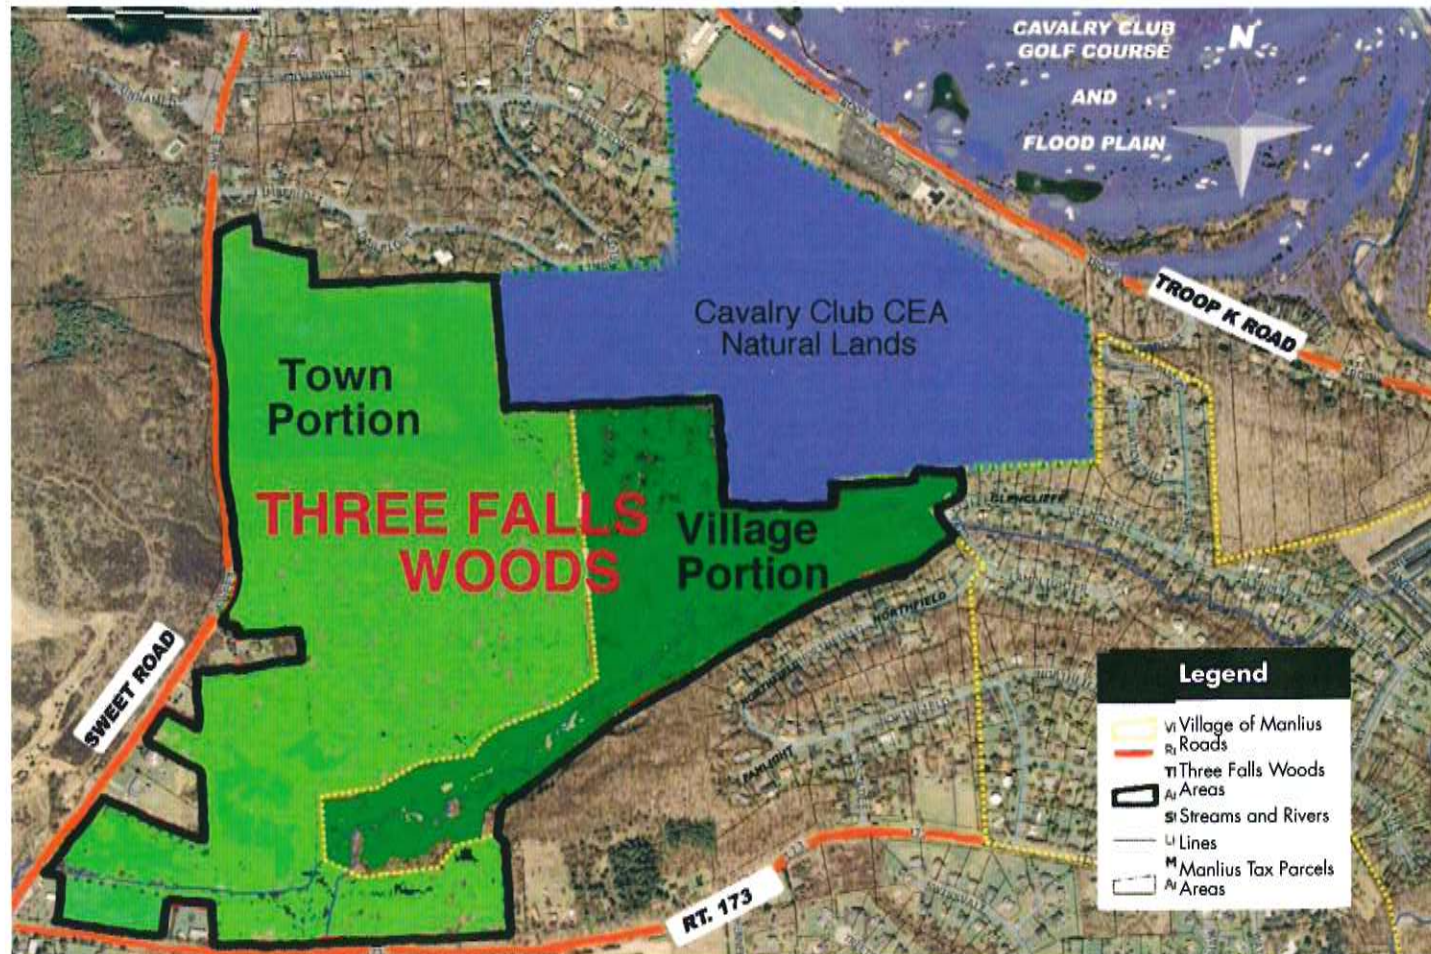 CAVALRY CLUB
GOLF COURSE
AND
FLOOD PLAIN
N
TROOP K ROAD
Cavalry Club CEA
Natural Lands
Town
Portion
THREE FALLS
WOODS
Village
Portion
GLENCLIFFE
NORTHFIELD
SWEET ROAD
RT. 173
Legend
Village of Manlius
Roads
Three Falls Woods
Areas
Streams and Rivers
Lines
Manlius Tax Parcels
Areas